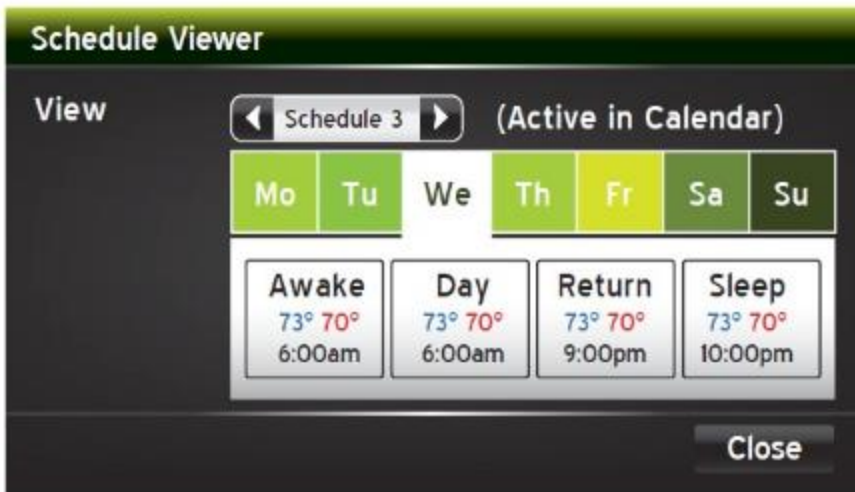 Schedule Viewer
View
Schedule 3
(Active in Calendar)
Mo Tu We Th Fr Sa Su
Awake Day Return Sleep
73° 70° 73° 70° 73° 70° 73° 70°
6:00am 6:00am 9:00pm 10:00pm
Close